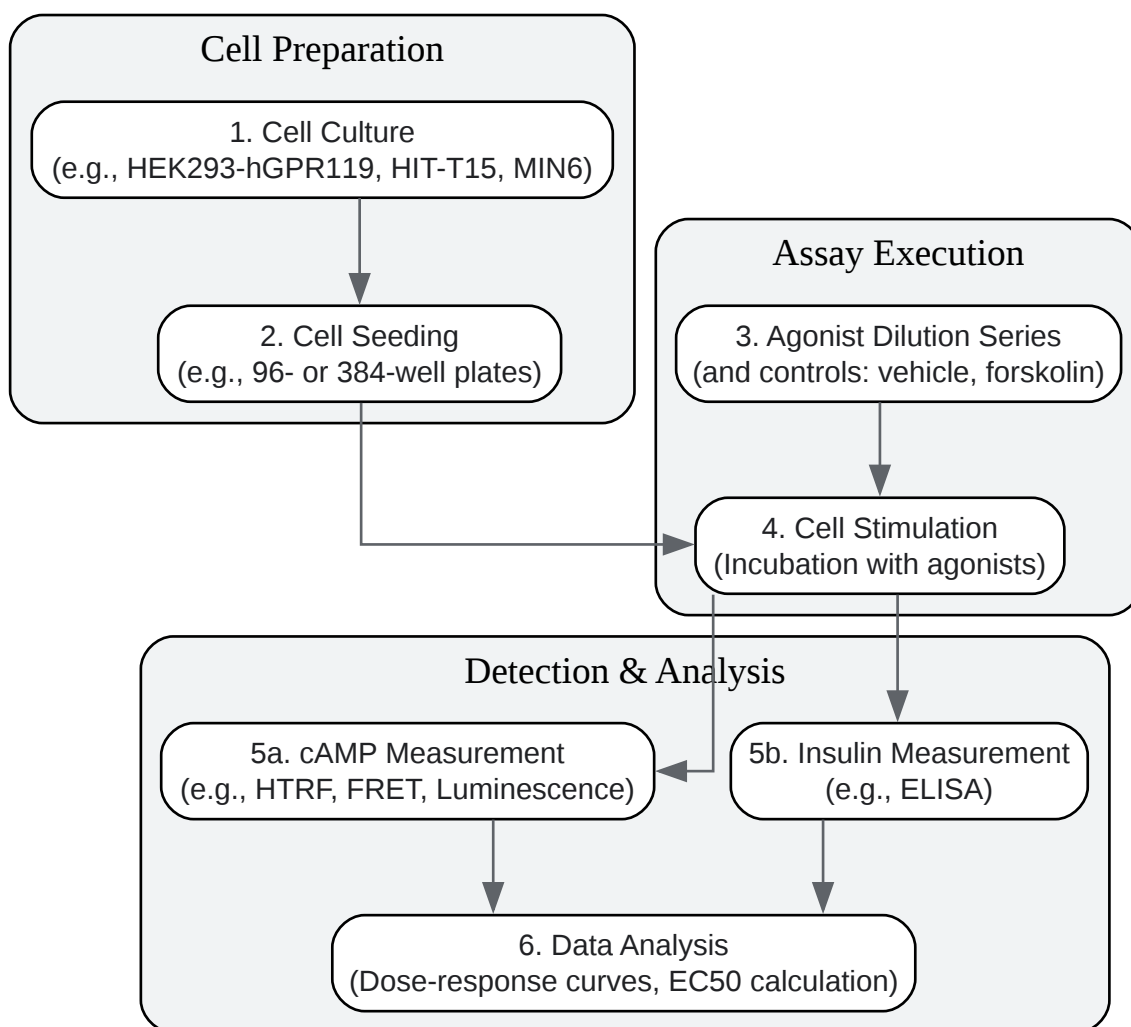 Cell Preparation
1. Cell Culture
(e.g., HEK293-hGPR119, HIT-T15, MIN6)
2. Cell Seeding
(e.g., 96- or 384-well plates)
Assay Execution
3. Agonist Dilution Series
(and controls: vehicle, forskolin)
4. Cell Stimulation
(Incubation with agonists)
Detection & Analysis
5a. cAMP Measurement
(e.g., HTRF, FRET, Luminescence)
5b. Insulin Measurement
(e.g., ELISA)
6. Data Analysis
(Dose-response curves, EC50 calculation)